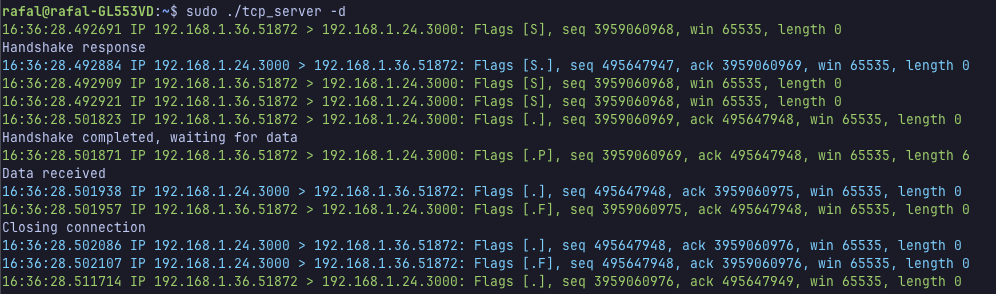 rafal@rafal-GL553VD:~$ sudo ./tcp_server -d
16:36:28.492691 IP 192.168.1.36.51872 > 192.168.1.24.3000: Flags [S], seq 3959060968, win 65535, length 0
Handshake response
16:36:28.492884 IP 192.168.1.24.3000 > 192.168.1.36.51872: Flags [S.], seq 495647947, ack 3959060969, win 65535, length 0
16:36:28.492909 IP 192.168.1.36.51872 > 192.168.1.24.3000: Flags [S], seq 3959060968, win 65535, length 0
16:36:28.492921 IP 192.168.1.36.51872 > 192.168.1.24.3000: Flags [S], seq 3959060968, win 65535, length 0
16:36:28.501823 IP 192.168.1.36.51872 > 192.168.1.24.3000: Flags [.], seq 3959060969, ack 495647948, win 65535, length 0
Handshake completed, waiting for data
16:36:28.501871 IP 192.168.1.36.51872 > 192.168.1.24.3000: Flags [.P], seq 3959060969, ack 495647948, win 65535, length 6
Data received
16:36:28.501938 IP 192.168.1.24.3000 > 192.168.1.36.51872: Flags [.], seq 495647948, ack 3959060975, win 65535, length 0
16:36:28.501957 IP 192.168.1.36.51872 > 192.168.1.24.3000: Flags [.F], seq 3959060975, ack 495647948, win 65535, length 0
Closing connection
16:36:28.502086 IP 192.168.1.24.3000 > 192.168.1.36.51872: Flags [.], seq 495647948, ack 3959060976, win 65535, length 0
16:36:28.502107 IP 192.168.1.24.3000 > 192.168.1.36.51872: Flags [.F], seq 495647948, ack 3959060976, win 65535, length 0
16:36:28.511714 IP 192.168.1.36.51872 > 192.168.1.24.3000: Flags [.], seq 3959060976, ack 495647949, win 65535, length 0